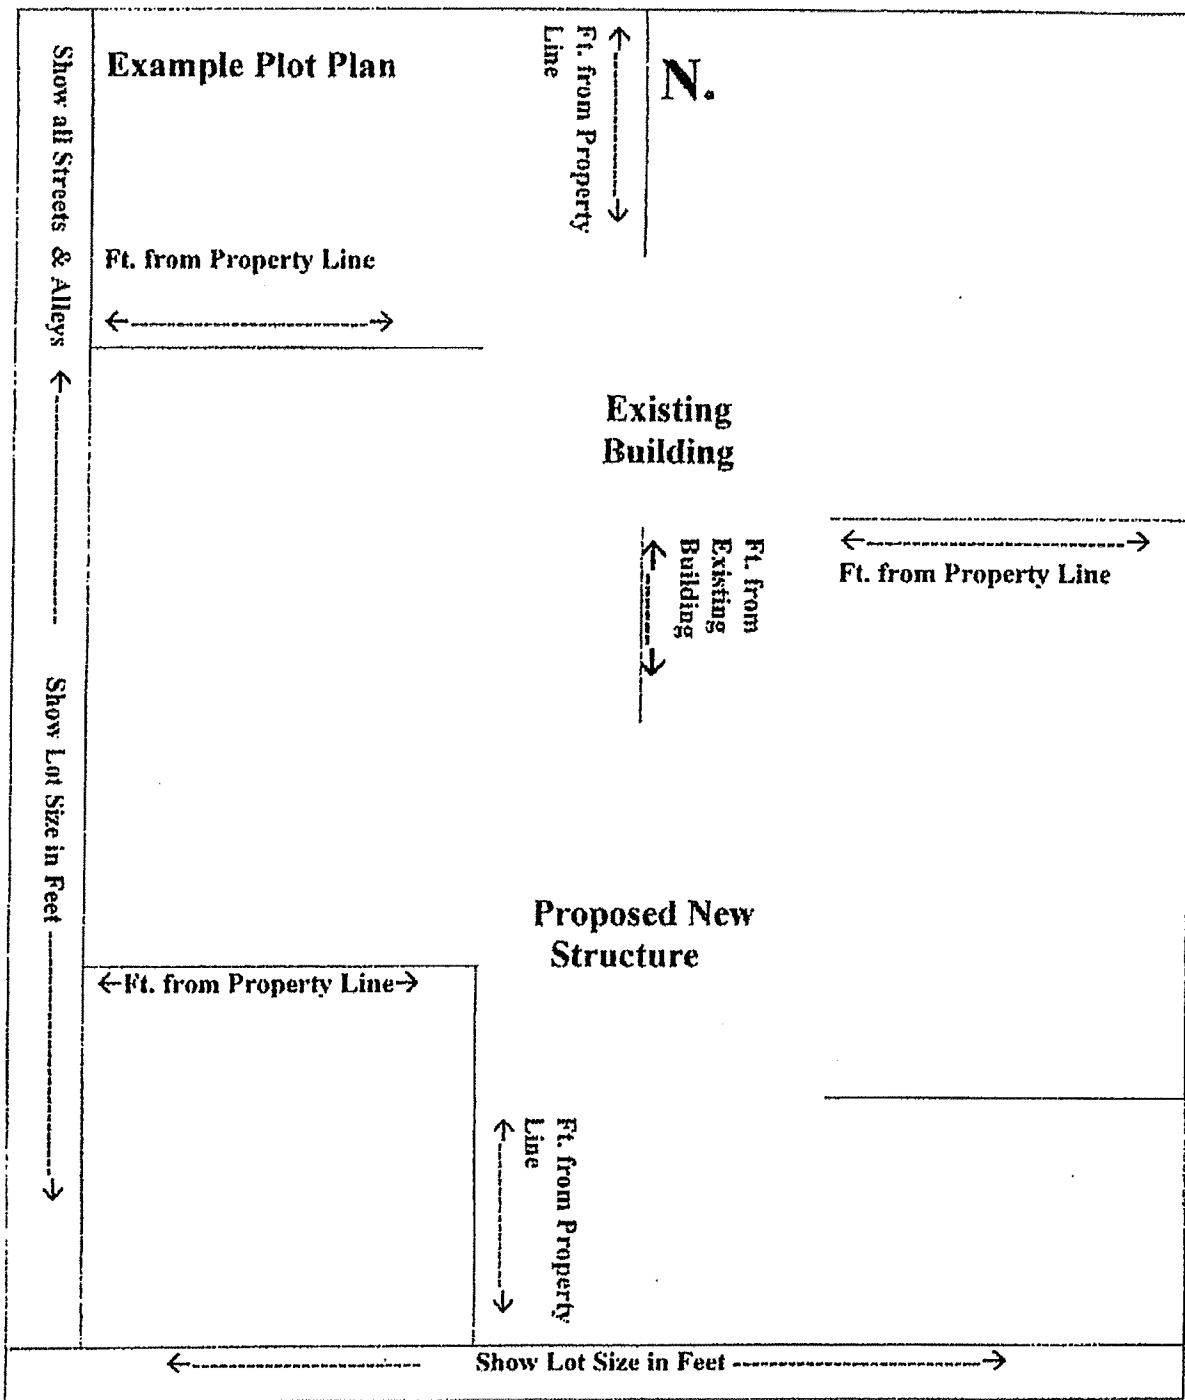 Example Plot Plan
Ft. from Property
Line
N.
Show all Streets & Alleys
Ft. from Property Line
Existing
Building
Ft. from
Existing
Building
Ft. from Property Line
Show Lot Size in Feet
Proposed New
Structure
Ft. from Property Line
Ft. from Property
Line
Show Lot Size in Feet